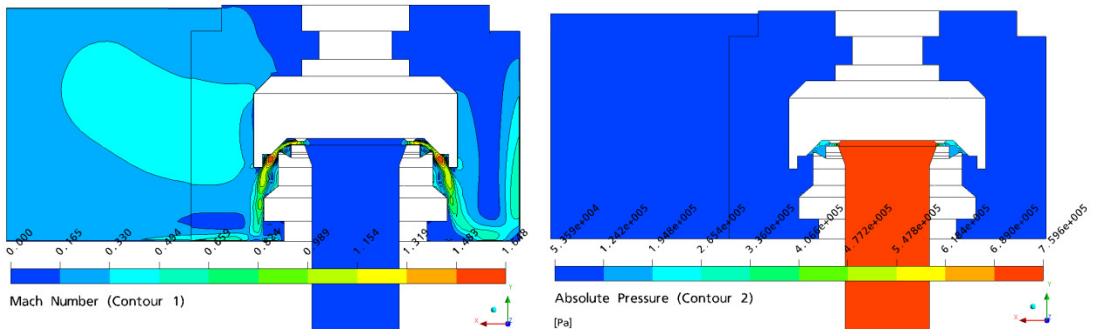 0.000 0.165 0.330 0.494 0.659 0.824 0.989 1.154 1.319 1.483 1.648
Mach Number (Contour 1)
Y
X
Z
5.359e+004 1.242e+005 1.948e+005 2.654e+005 3.360e+005 4.066e+005 4.772e+005 5.478e+005 6.184e+005 6.890e+005 7.596e+005
Absolute Pressure (Contour 2)
[Pa]
Y
X
Z